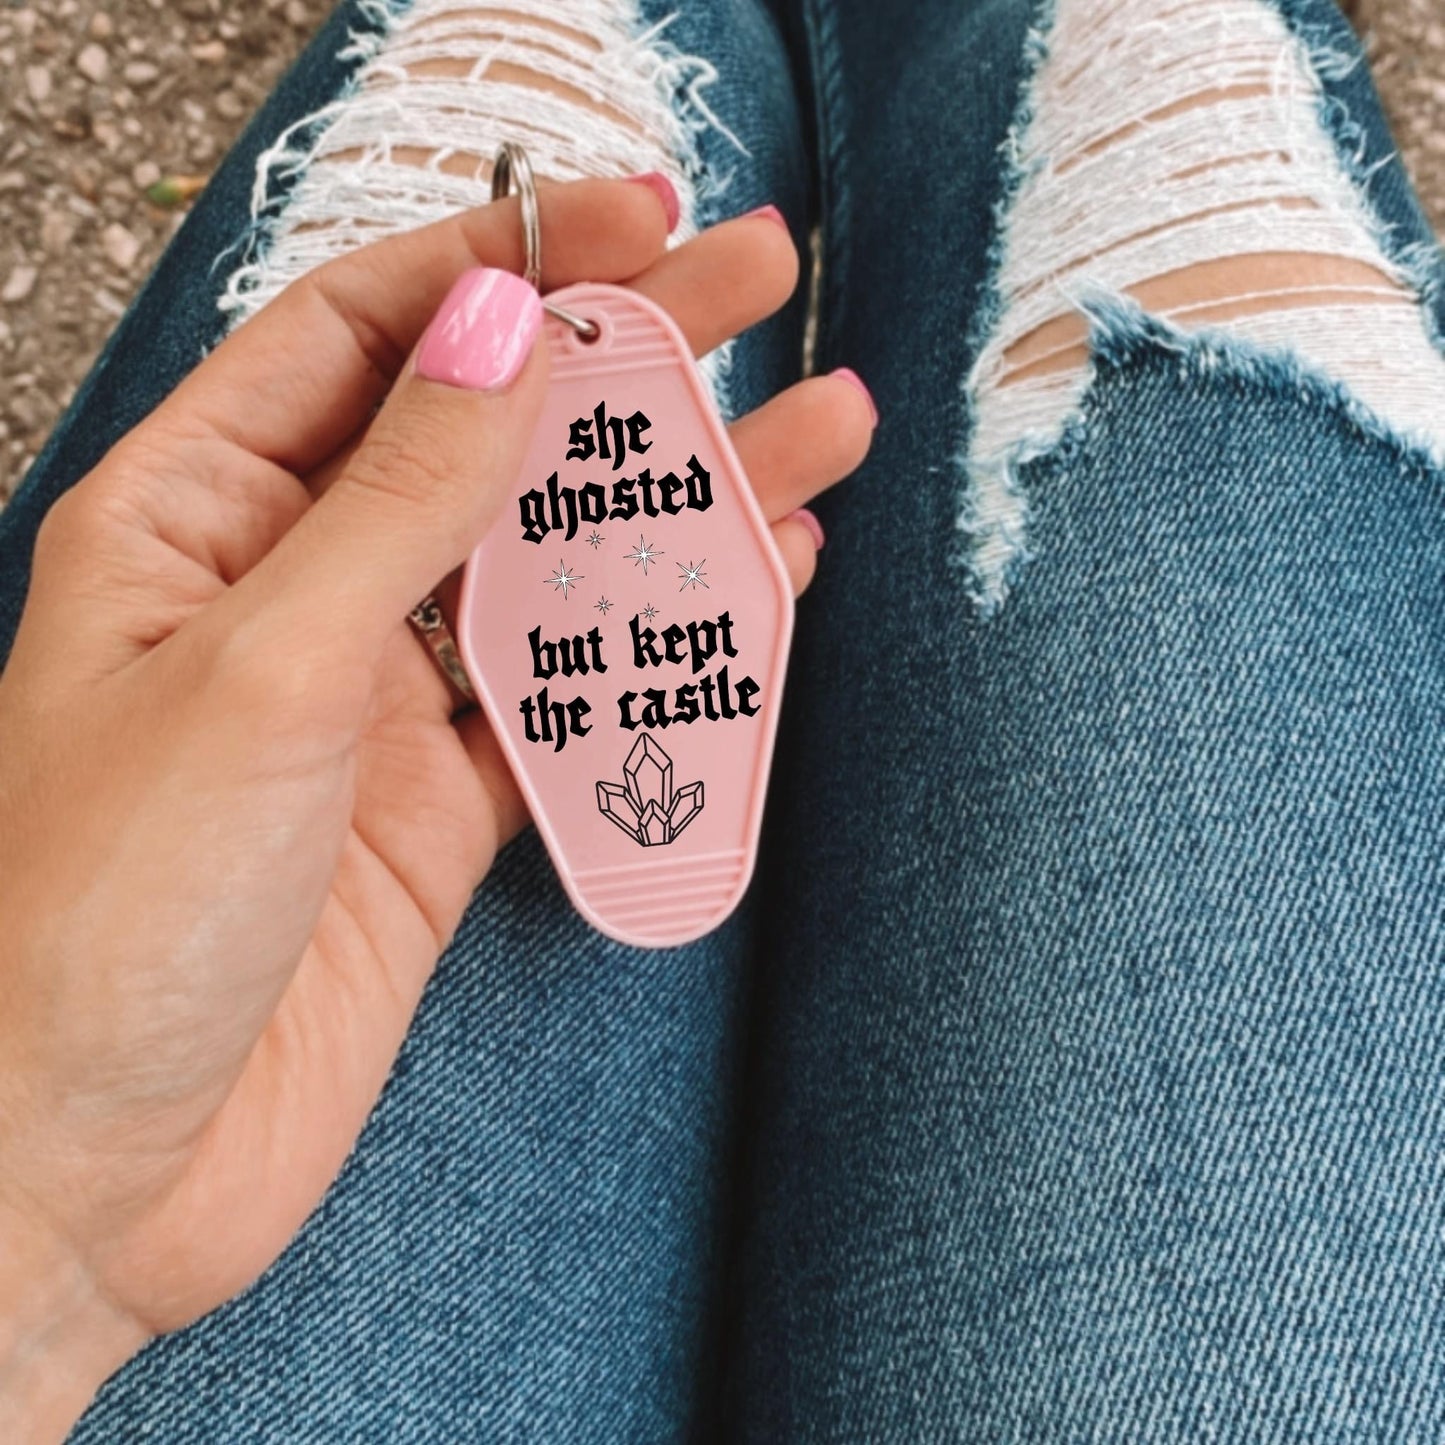 she
ghosted
but kept
the castle